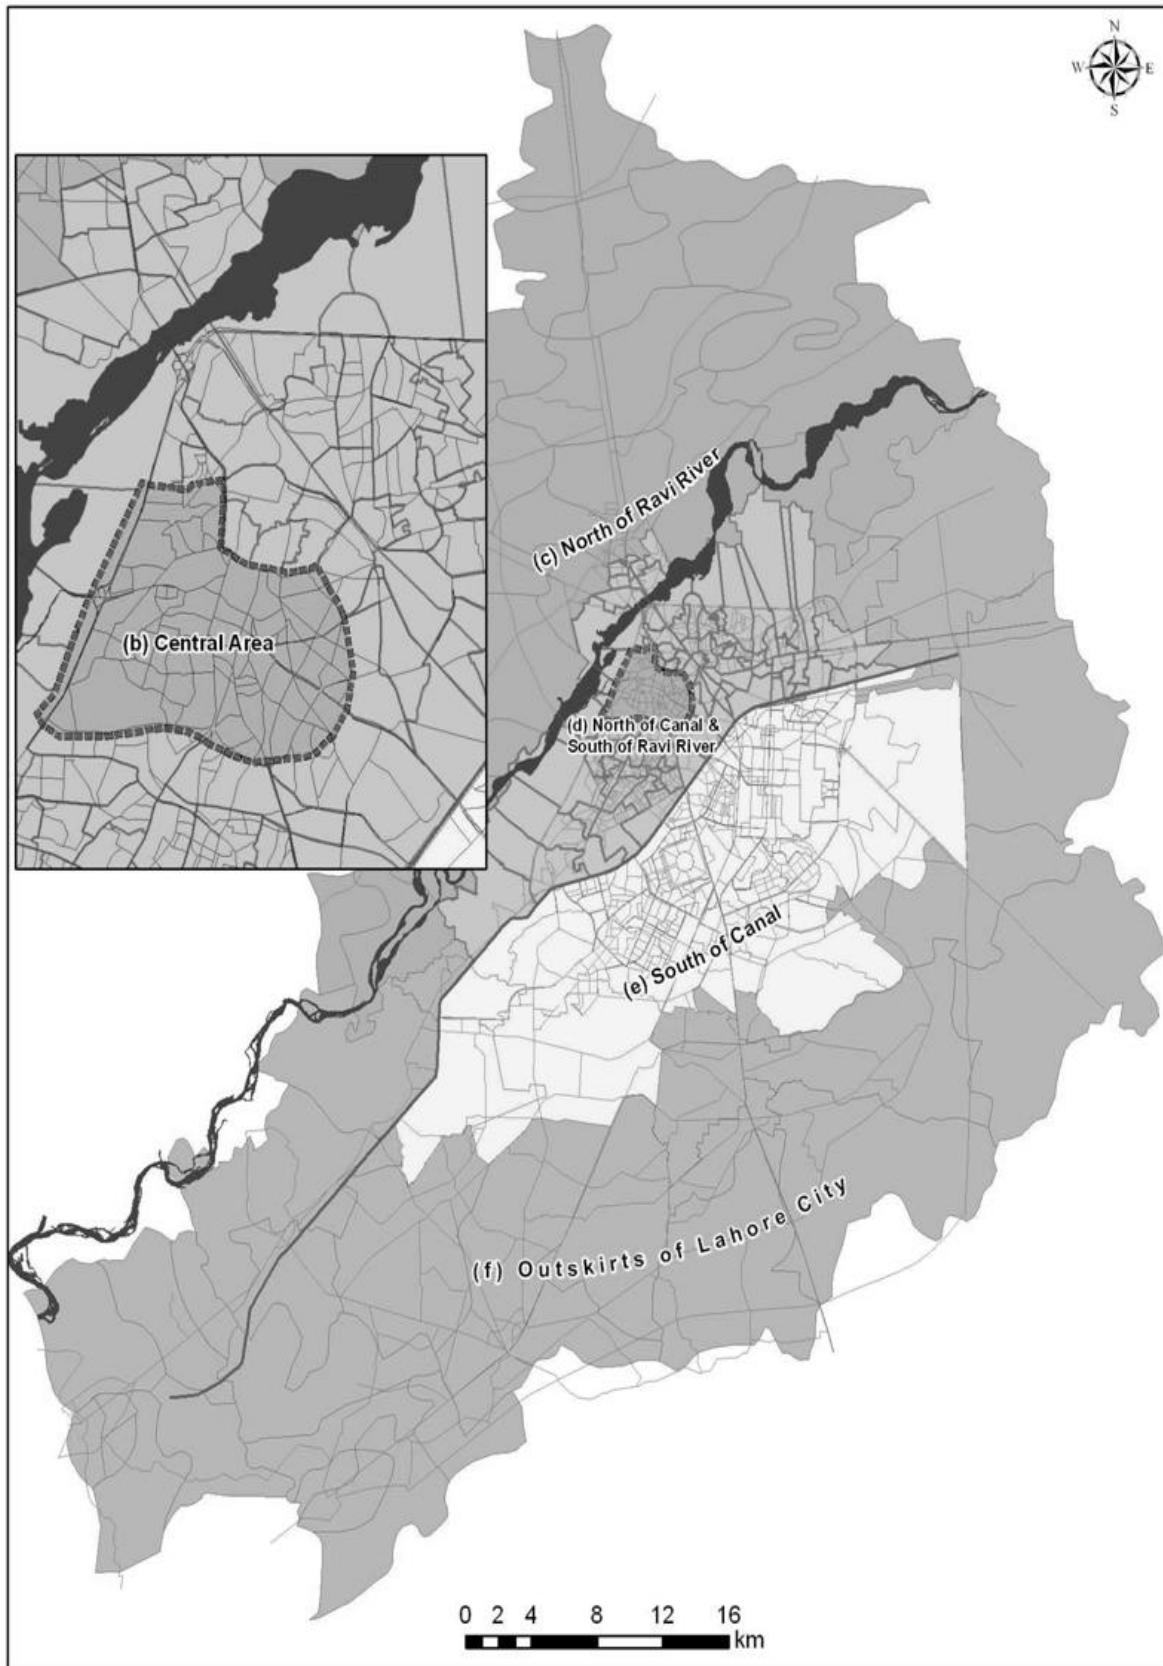 N
W E
S
(c) North of Ravi River
(b) Central Area
(d) North of Canal &
South of Ravi River
(e) South of Canal
(f) Outskirts of Lahore City
0 2 4 8 12 16
km